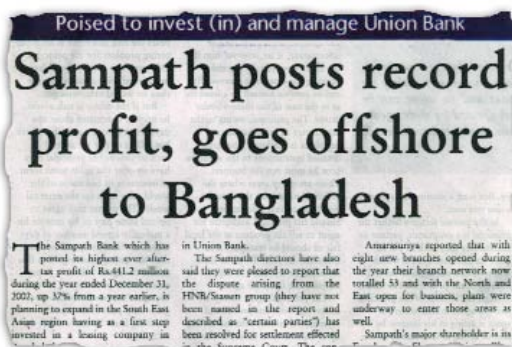 Poised to invest (in) and manage Union Bank
Sampath posts record
profit, goes offshore
to Bangladesh
The Sampath Bank which has
posted its highest ever after-
tax profit of Rs.441.2 million
during the year ended December 31,
2002, up 37% from a year earlier, is
planning to expand in the South East
Asian region having as a first step
invested in a leasing company in
in Union Bank.
The Sampath directors have also
said they were pleased to report that
the dispute arising from the
HNB/Stassen group (they have not
been named in the report and
described as "certain parties") has
been resolved for settlement effected
in the Supreme Court. The
Amarasuriya reported that with
eight new branches opened during
the year their branch network now
totalled 53 and with the North and
East open for business, plans were
underway to enter those areas as
well.
Sampath's major shareholder is its